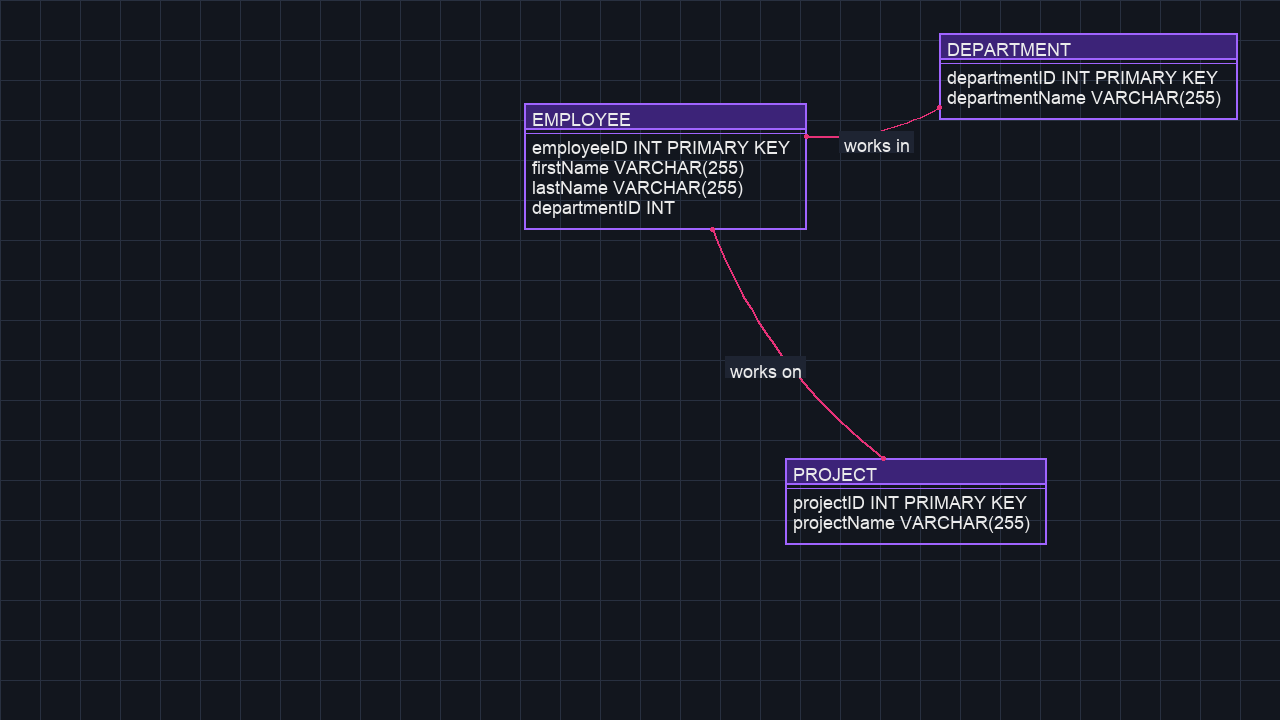 DEPARTMENT
departmentID INT PRIMARY KEY
departmentName VARCHAR(255)
EMPLOYEE
employeeID INT PRIMARY KEY
firstName VARCHAR(255)
lastName VARCHAR(255)
departmentID INT
works in
works on
PROJECT
projectID INT PRIMARY KEY
projectName VARCHAR(255)